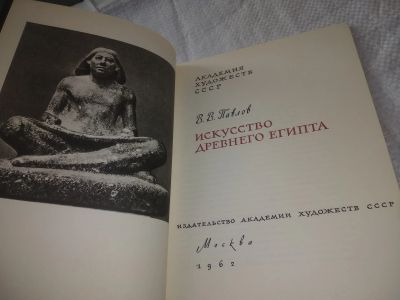 АКАДЕМИЯ
ХУДОЖЕСТВ
СССР
В. В. Павлов
ИСКУССТВО
ДРЕВНЕГО ЕГИПТА
ИЗДАТЕЛЬСТВО АКАДЕМИИ ХУДОЖЕСТВ СССР
Москва
1962